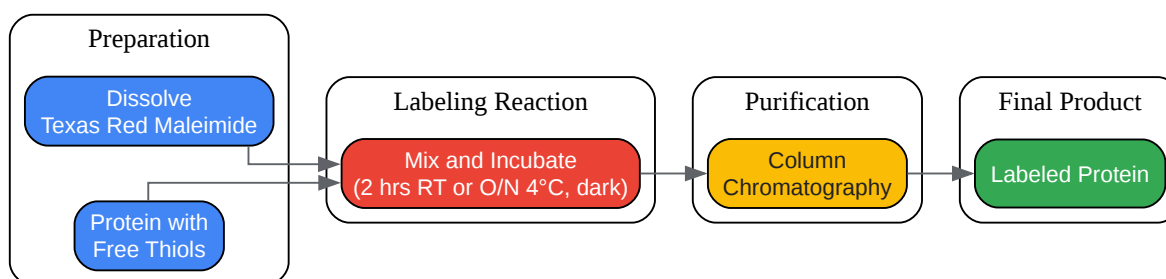 Preparation
Dissolve
Texas Red Maleimide
Protein with
Free Thiols
Labeling Reaction
Mix and Incubate
(2 hrs RT or O/N 4°C, dark)
Purification
Column
Chromatography
Final Product
Labeled Protein